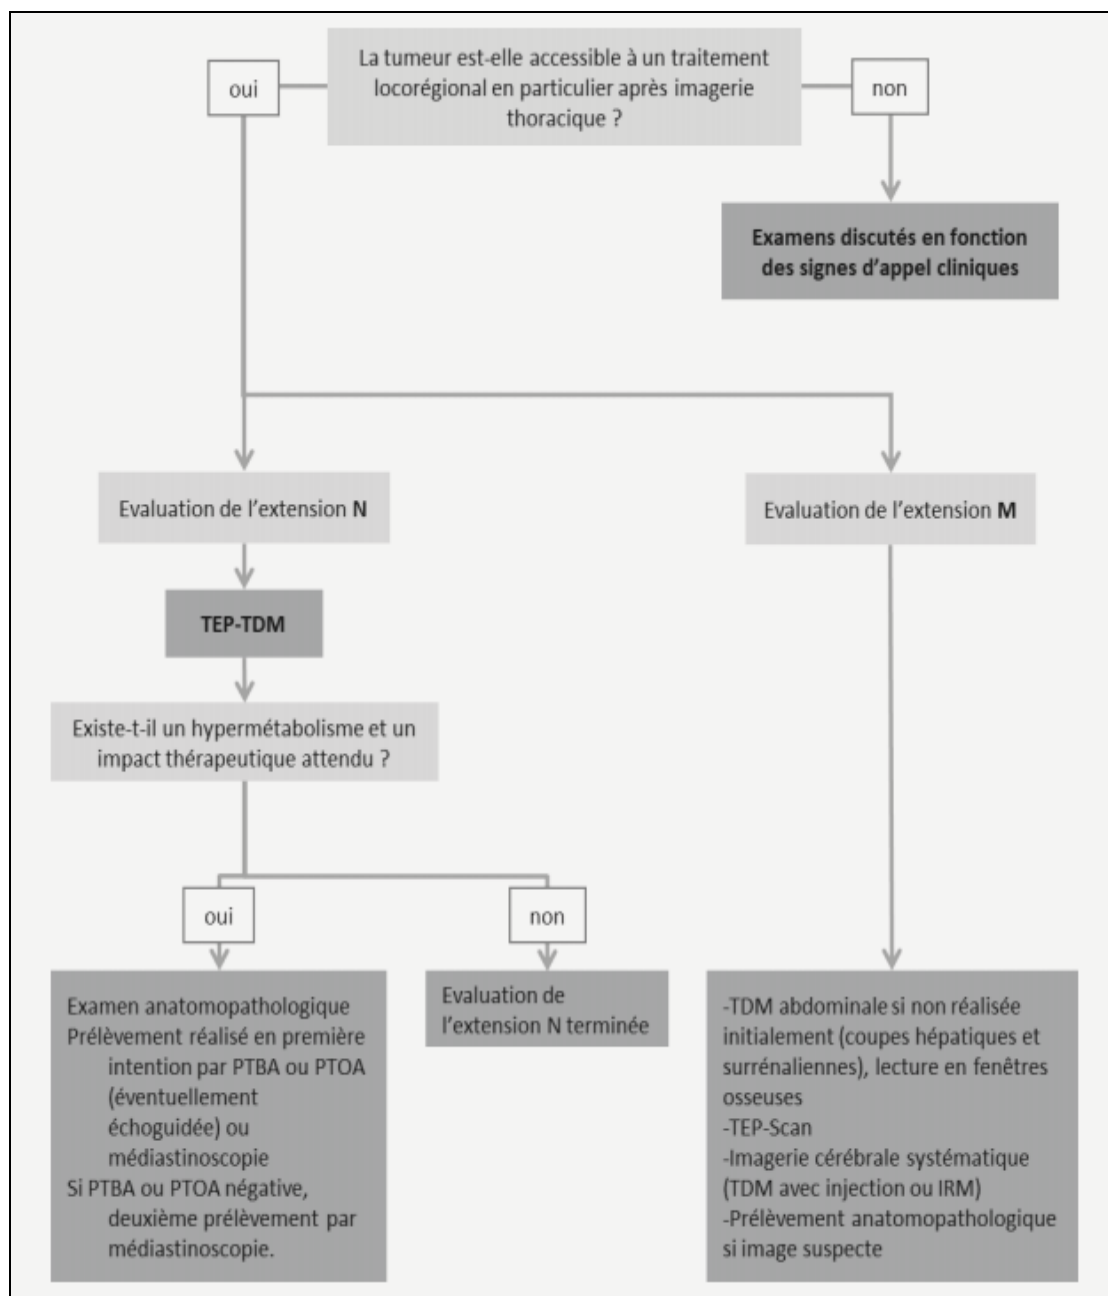 La tumeur est-elle accessible à un traitement
locorégional en particulier après imagerie
thoracique ?
oui
non
Examens discutés en fonction
des signes d'appel cliniques
Evaluation de l'extension N
Evaluation de l'extension M
TEP-TDM
Existe-t-il un hypermétabolisme et un
impact thérapeutique attendu ?
oui
non
Examen anatomopathologique
Prélèvement réalisé en première
intention par PTBA ou PTOA
(éventuellement
échoguidée) ou
médiastinoscopie
Si PTBA ou PTOA négative,
deuxième prélèvement par
médiastinoscopie.
Evaluation de
l'extension N terminée
-TDM abdominale si non réalisée
initialement (coupes hépatiques et
surrénaliennes), lecture en fenêtres
osseuses
-TEP-Scan
-Imagerie cérébrale systématique
(TDM avec injection ou IRM)
-Prélèvement anatomopathologique
si image suspecte